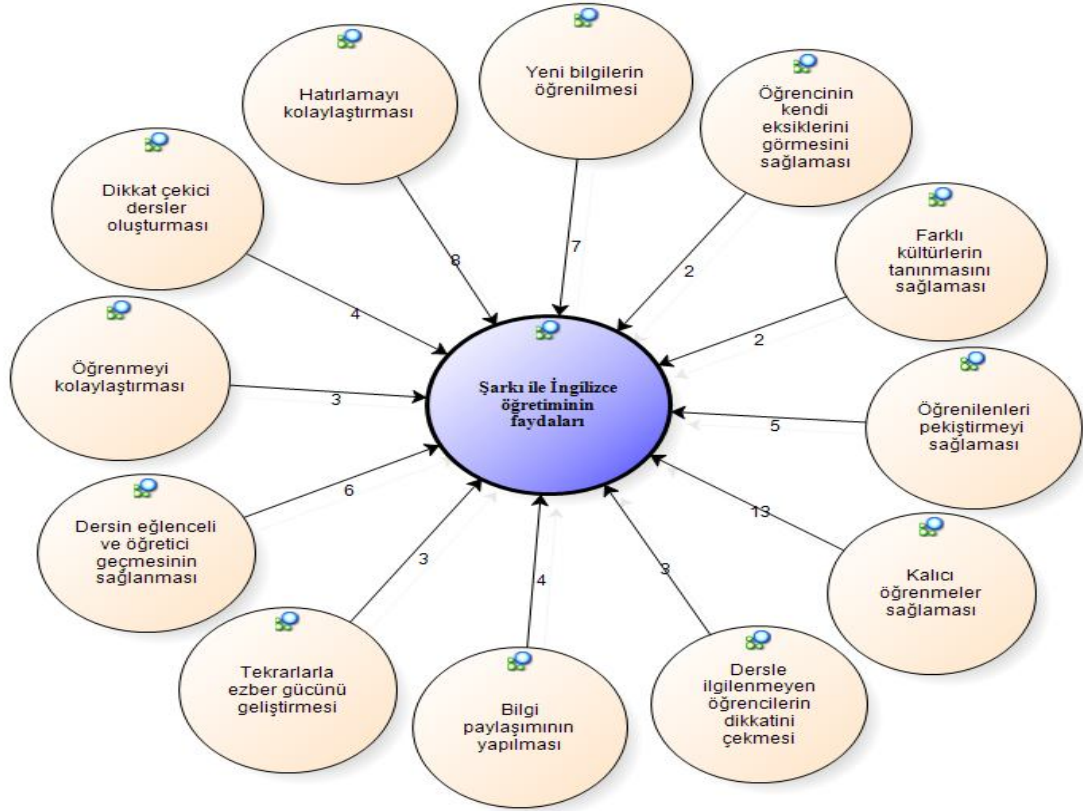 Hatırlamayı
kolaylaştırması
Yeni bilgilerin
öğrenilmesi
Öğrencinin
kendi
eksiklerini
görmesini
sağlaması
Dikkat çekici
dersler
oluşturması
Farklı
kültürlerin
tanınmasını
sağlaması
8
7
2
4
2
Öğrenmeyi
kolaylaştırması
3
Şarkı ile İngilizce
öğretiminin
faydaları
5
Öğrenilenleri
pekiştirmeyi
sağlaması
Dersin eğlenceli
ve öğretici
geçmesinin
sağlanması
6
13
Kalıcı
öğrenmeler
sağlaması
3
4
3
Tekrarlarla
ezber gücünü
geliştirmesi
Bilgi
paylaşımının
yapılması
Dersle
ilgilenmeyen
öğrencilerin
dikkatini
çekmesi